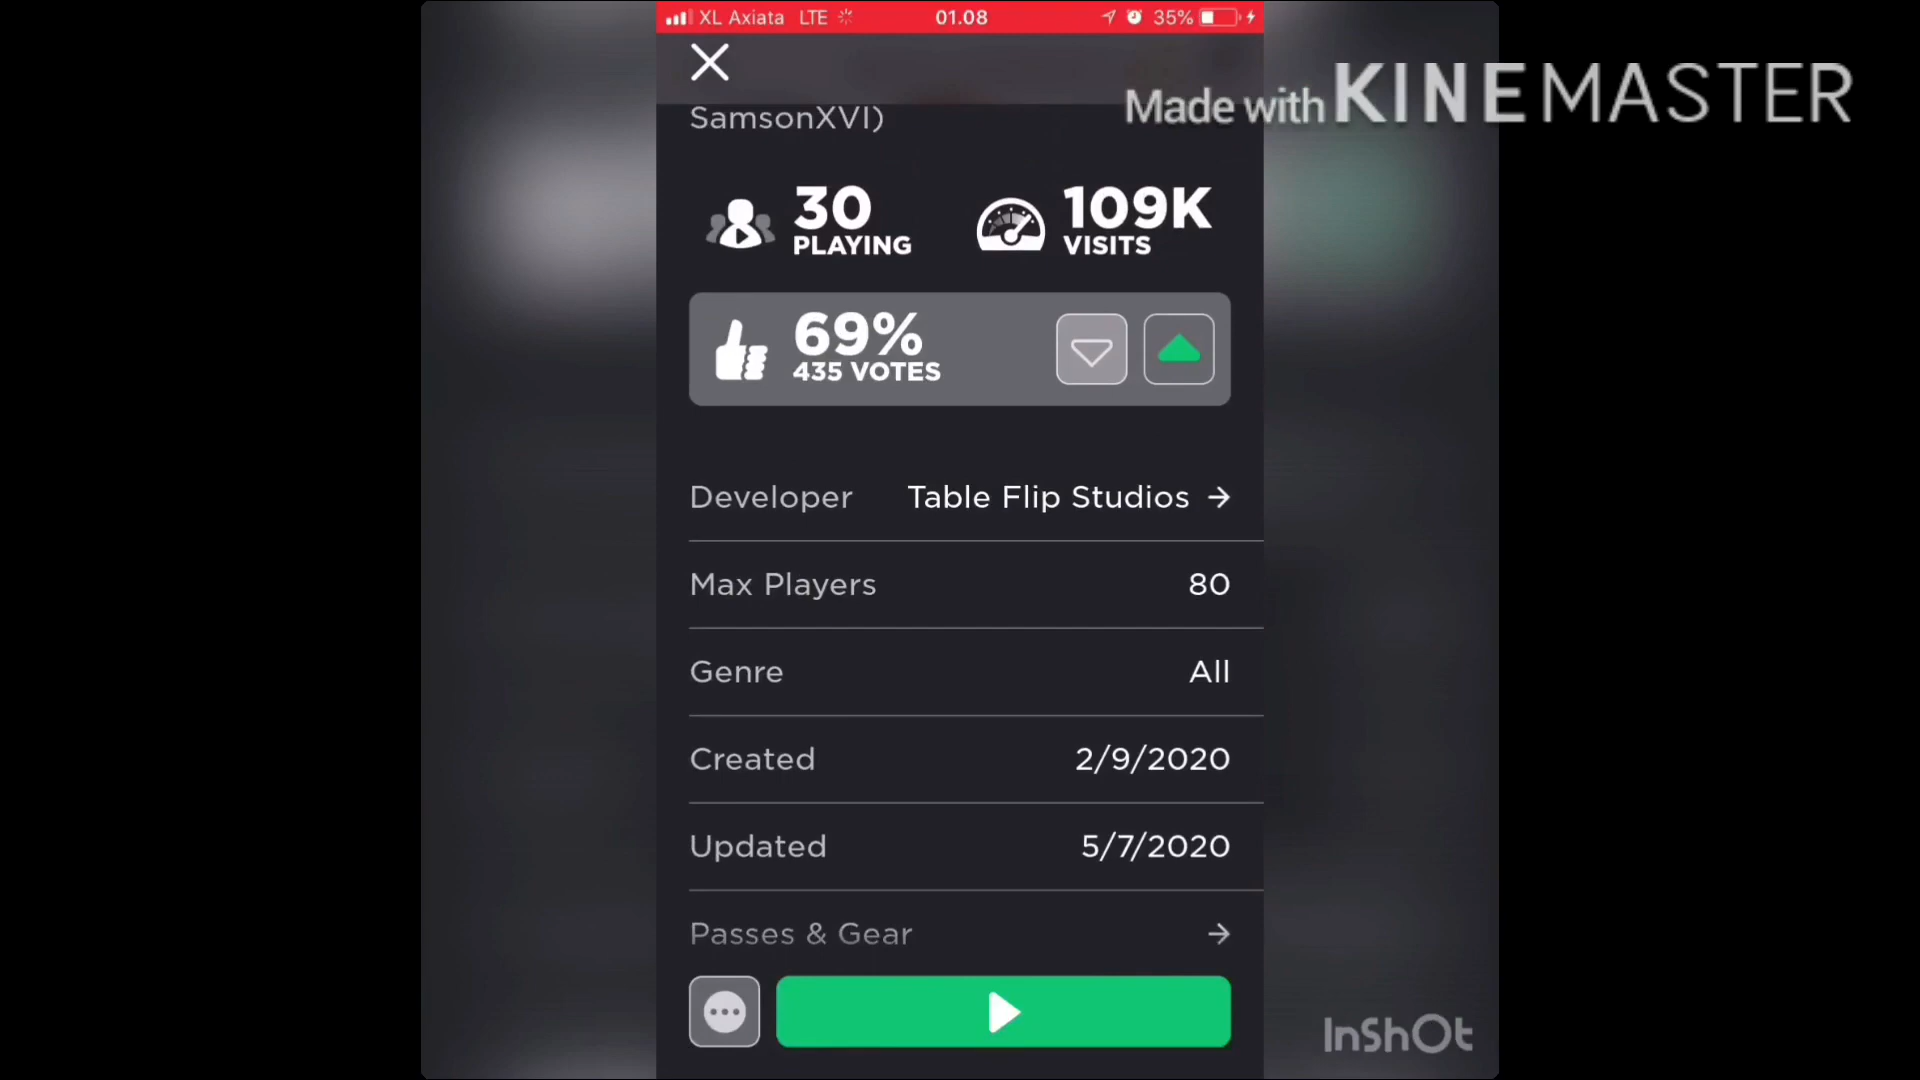 XL Axiata LTE 01.08 35%
Made with KINEMASTER
SamsonXVI)
30 109K
PLAYING VISITS
69%
435 VOTES
Developer Table Flip Studios →
Max Players 80
Genre All
Created 2/9/2020
Updated 5/7/2020
Passes & Gear →
InShOt